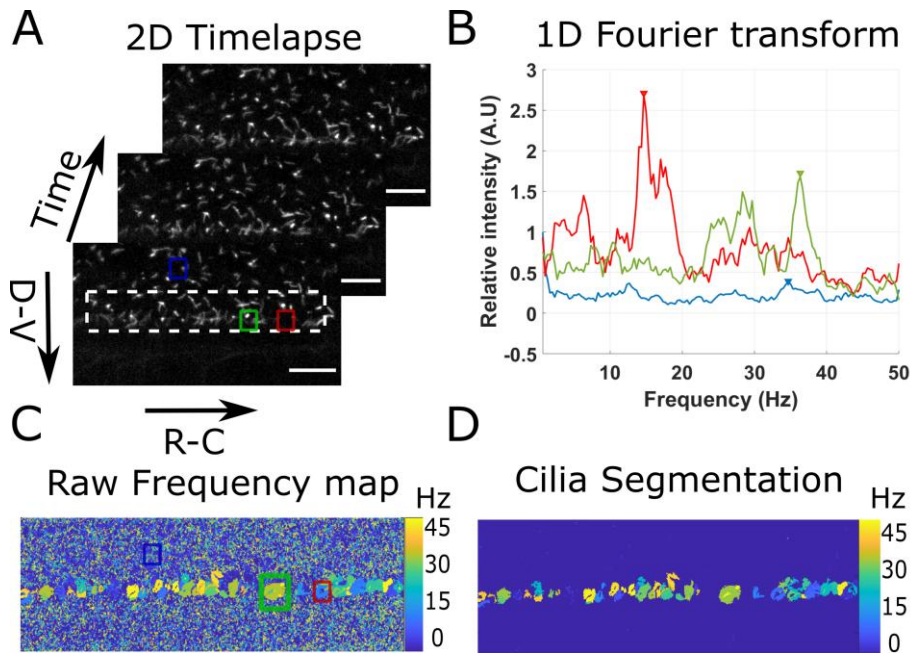 A
2D Timelapse
Time
D-V
R-C
B
1D Fourier transform
Relative intensity (A.U)
3
2.5
2
1.5
1
0.5
0
-0.5
10 20 30 40 50
Frequency (Hz)
C
Raw Frequency map
Hz
45
30
15
0
D
Cilia Segmentation
Hz
45
30
15
0